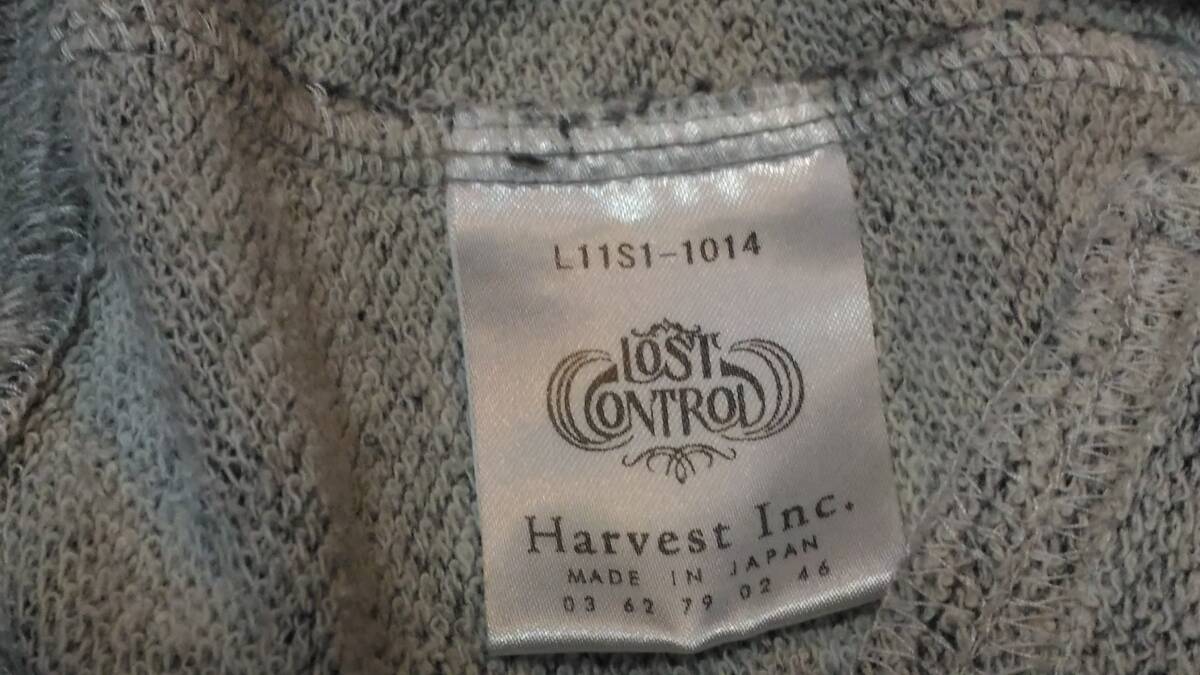 L11S1-1014
LOST
CONTROL
Harvest Inc.
MADE IN JAPAN
03 62 79 02 46